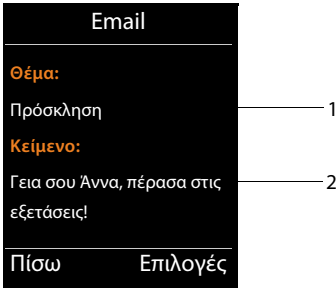 Email
Θέμα:
Πρόσκληση 1
Κείμενο:
Γεια σου Άννα, πέρασα στις 2
εξετάσεις!
Πίσω Επιλογές